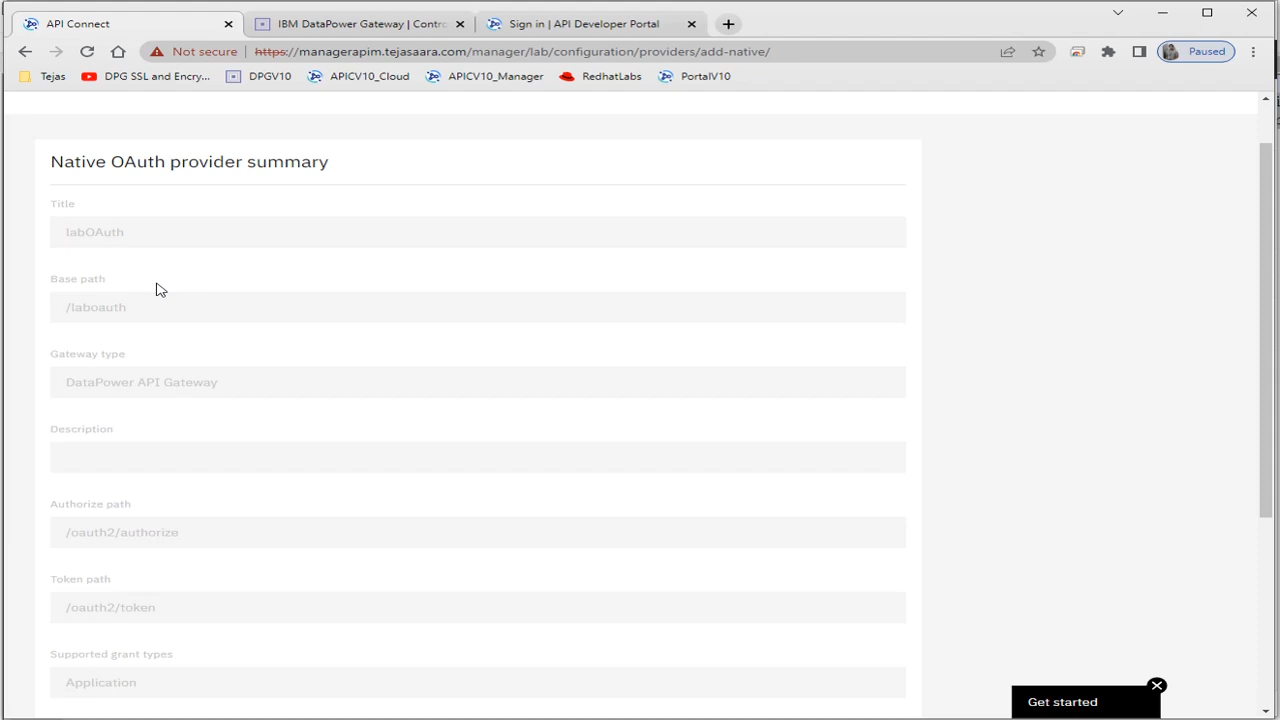 API Connect
IBM DataPower Gateway | Contro
Sign in | API Developer Portal
Not secure
https://managerapim.tejasaara.com/manager/lab/configuration/providers/add-native/
Paused
Tejas
DPG SSL and Encry...
DPGV10
APICV10_Cloud
APICV10_Manager
RedhatLabs
PortalV10
Native OAuth provider summary
Title
labOAuth
Base path
/laboauth
Gateway type
DataPower API Gateway
Description
Authorize path
/oauth2/authorize
Token path
/oauth2/token
Supported grant types
Application
Get started